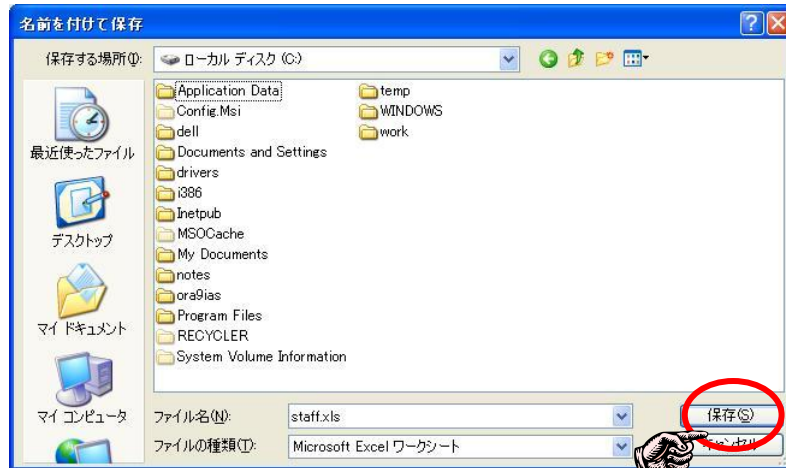 名前を付けて保存
保存する場所(I):
ローカル ディスク (C:)
Application Data
Config.Msi
dell
Documents and Settings
drivers
i386
Inetpub
MSOCache
My Documents
notes
ora9ias
Program Files
RECYCLER
System Volume Information
temp
WINDOWS
work
最近使ったファイル
デスクトップ
マイ ドキュメント
マイ コンピュータ
ファイル名(N):
staff.xls
保存(S)
ファイルの種類(T):
Microsoft Excel ワークシート
キャンセル